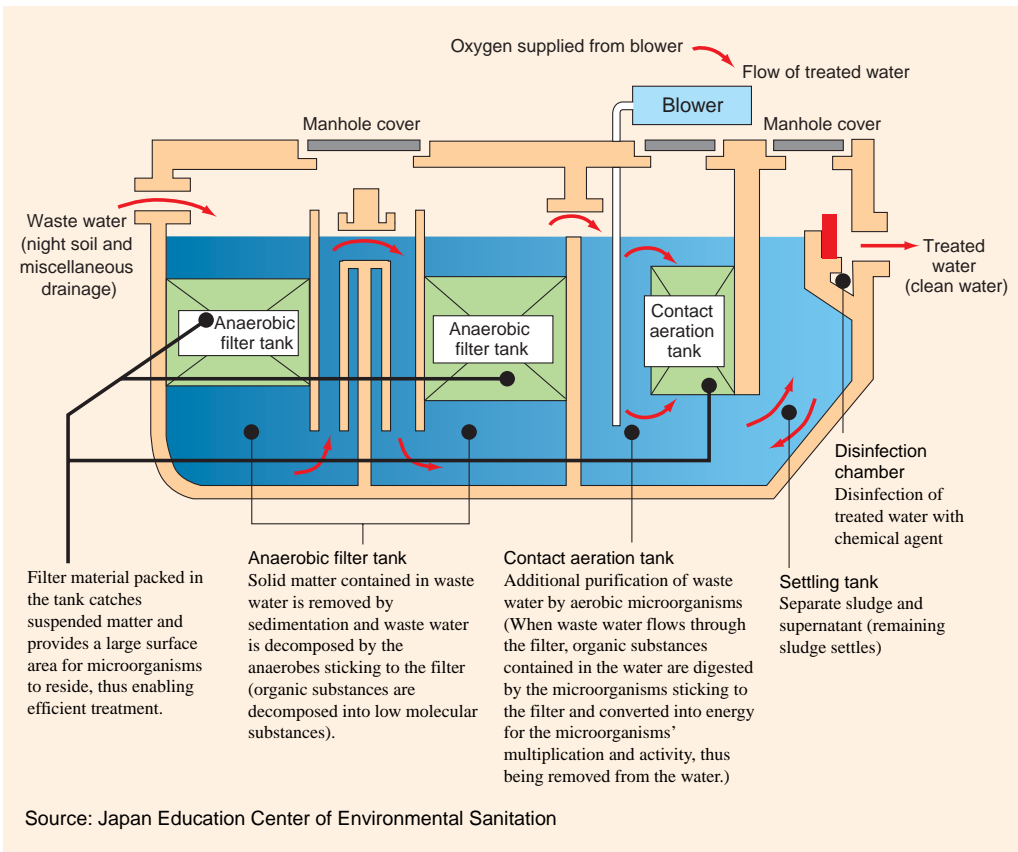 Oxygen supplied from blower
Flow of treated water
Blower
Manhole cover
Manhole cover
Waste water
(night soil and
miscellaneous
drainage)
Treated
water
(clean water)
Anaerobic
filter tank
Anaerobic
filter tank
Contact
aeration
tank
Disinfection
chamber
Disinfection of
treated water with
chemical agent
Filter material packed in
the tank catches
suspended matter and
provides a large surface
area for microorganisms
to reside, thus enabling
efficient treatment.
Anaerobic filter tank
Solid matter contained in waste
water is removed by
sedimentation and waste water
is decomposed by the
anaerobes sticking to the filter
(organic substances are
decomposed into low molecular
substances).
Contact aeration tank
Additional purification of waste
water by aerobic microorganisms
(When waste water flows through
the filter, organic substances
contained in the water are digested
by the microorganisms sticking to
the filter and converted into energy
for the microorganisms’
multiplication and activity, thus
being removed from the water.)
Settling tank
Separate sludge and
supernatant (remaining
sludge settles)
Source: Japan Education Center of Environmental Sanitation